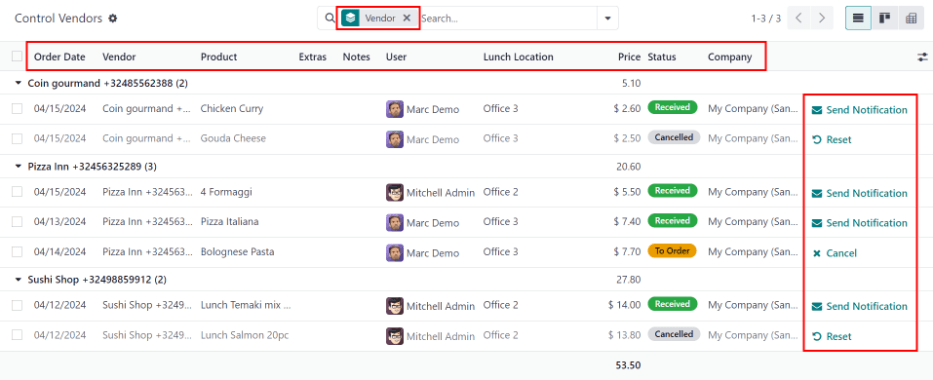 Control Vendors
Vendor × Search... 1-3 / 3
Order Date Vendor Product Extras Notes User Lunch Location Price Status Company
Coin gourmand +32485562388 (2) 5.10
04/15/2024 Coin gourmand +... Chicken Curry Marc Demo Office 3 $ 2.60 Received My Company (San... Send Notification
04/15/2024 Coin gourmand +... Gouda Cheese Marc Demo Office 3 $ 2.50 Cancelled My Company (San... Reset
Pizza Inn +32456325289 (3) 20.60
04/15/2024 Pizza Inn +324563... 4 Formaggi Mitchell Admin Office 2 $ 5.50 Received My Company (San... Send Notification
04/13/2024 Pizza Inn +324563... Pizza Italiana Marc Demo Office 3 $ 7.40 Received My Company (San... Send Notification
04/14/2024 Pizza Inn +324563... Bolognese Pasta Marc Demo Office 3 $ 7.70 To Order My Company (San... Cancel
Sushi Shop +32498859912 (2) 27.80
04/12/2024 Sushi Shop +3249... Lunch Temaki mix ... Mitchell Admin Office 2 $ 14.00 Received My Company (San... Send Notification
04/12/2024 Sushi Shop +3249... Lunch Salmon 20pc Mitchell Admin Office 2 $ 13.80 Cancelled My Company (San... Reset
53.50